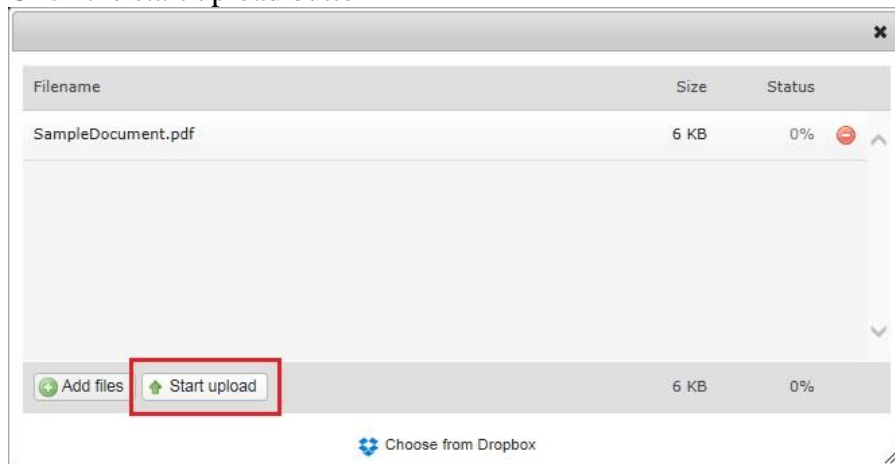 Filename Size Status
SampleDocument.pdf 6 KB 0%
Add files Start upload 6 KB 0%
Choose from Dropbox